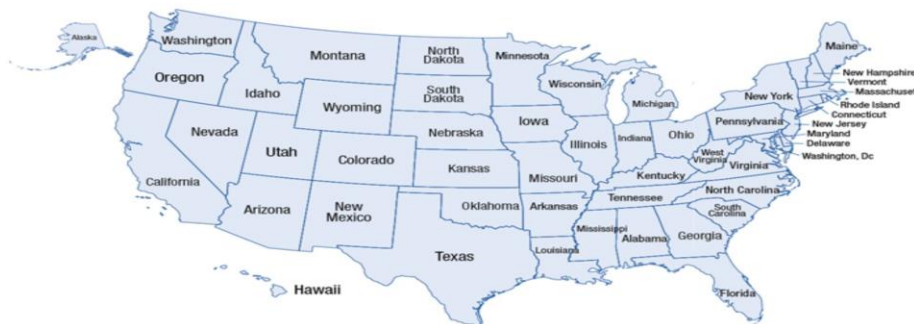 Alaska
Washington
Oregon
Idaho
Montana
North
Dakota
South
Dakota
Minnesota
Wisconsin
Michigan
Wyoming
Nebraska
Iowa
Nevada
Utah
Colorado
Kansas
California
Arizona
New
Mexico
Oklahoma
Texas
Missouri
Arkansas
Louisiana
Illinois
Indiana
Ohio
Kentucky
Tennessee
Mississippi
Alabama
Georgia
Florida
South
Carolina
North Carolina
Virginia
West
Virginia
Pennsylvania
New York
Maine
New Hampshire
Vermont
Massachuset
Rhode Island
Connecticut
New Jersey
Maryland
Delaware
Washington, Dc
Hawaii